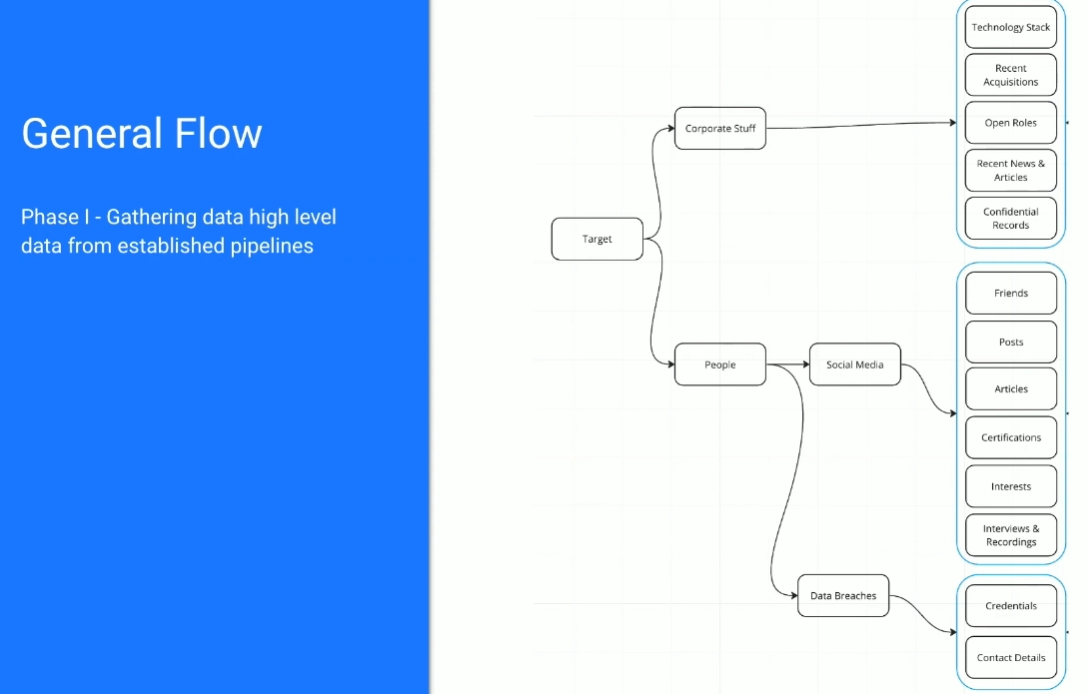 General Flow
Phase I - Gathering data high level
data from established pipelines
Target
Corporate Stuff
Technology Stack
Recent
Acquisitions
Open Roles
Recent News &
Articles
Confidential
Records
People
Social Media
Friends
Posts
Articles
Certifications
Interests
Interviews &
Recordings
Data Breaches
Credentials
Contact Details